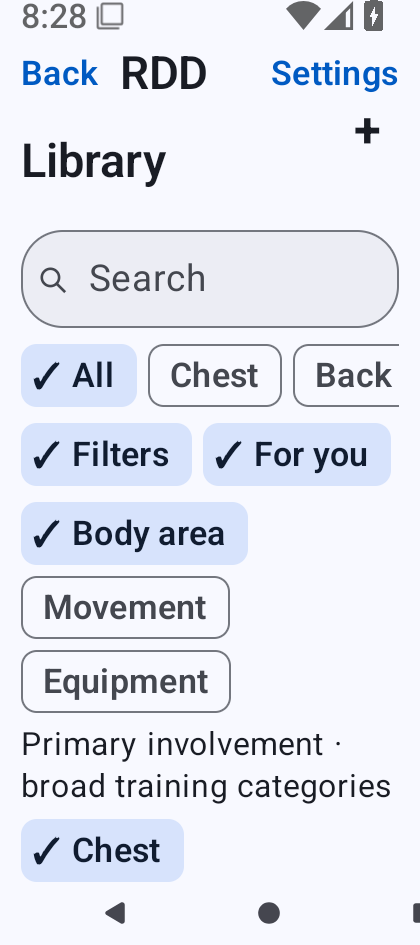 8:28
Back RDD Settings
+
Library
Search
✓ All Chest Back
✓ Filters ✓ For you
✓ Body area
Movement
Equipment
Primary involvement ·
broad training categories
✓ Chest